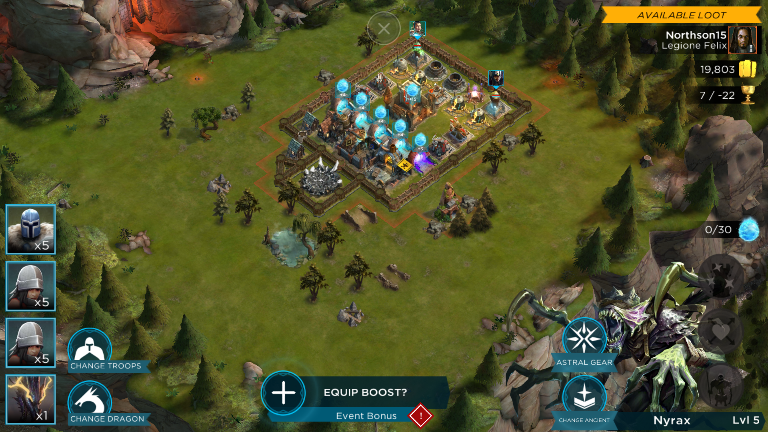 AVAILABLE LOOT
Northson15
Legione Felix
19,803
7 / -22
0/30
x5
x5
x5
x1
CHANGE TROOPS
CHANGE DRAGON
EQUIP BOOST?
Event Bonus
!
ASTRAL GEAR
CHANGE ANCIENT
Nyrax
Lvl 5